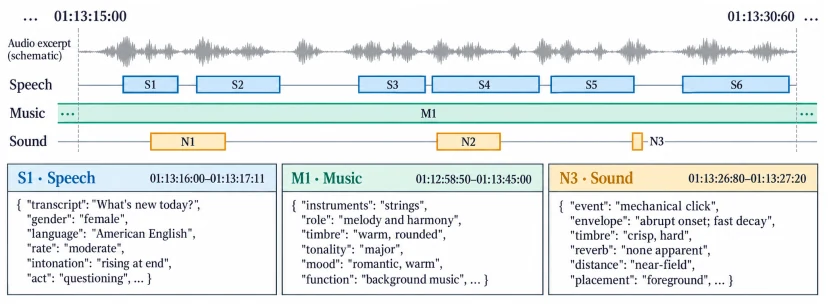 ... 01:13:15:00 01:13:30:60 ...
Audio excerpt
(schematic)
Speech S1 S2 S3 S4 S5 S6
Music ... M1 ...
Sound N1 N2 N3
S1 · Speech 01:13:16:00–01:13:17:11
{ "transcript": "What's new today?",
"gender": "female",
"language": "American English",
"rate": "moderate",
"intonation": "rising at end",
"act": "questioning", ... }
M1 · Music 01:12:58:50–01:13:45:00
{ "instruments": "strings",
"role": "melody and harmony",
"timbre": "warm, rounded",
"tonality": "major",
"mood": "romantic, warm",
"function": "background music", ... }
N3 · Sound 01:13:26:80–01:13:27:20
{ "event": "mechanical click",
"envelope": "abrupt onset; fast decay",
"timbre": "crisp, hard",
"reverb": "none apparent",
"distance": "near-field",
"placement": "foreground", ... }